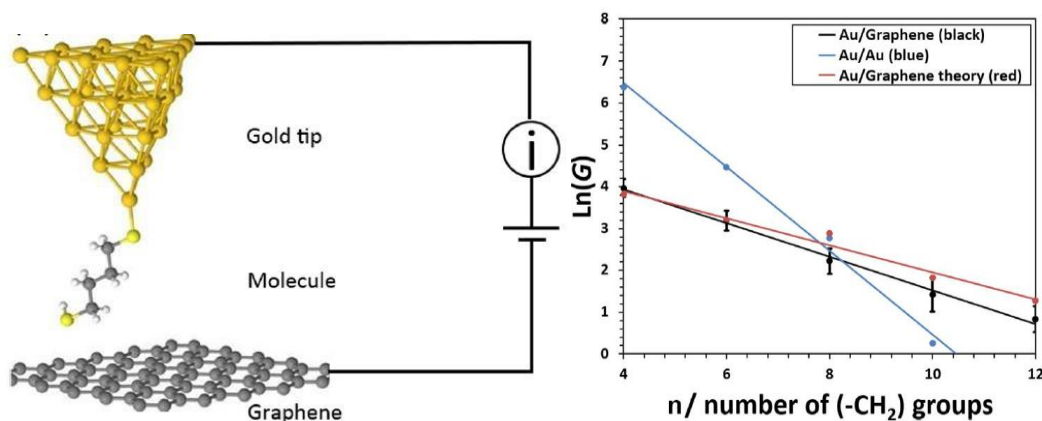 Gold tip
i
Molecule
Graphene
8
7
6
5
4
3
2
1
0
Ln(G)
Au/Graphene (black)
Au/Au (blue)
Au/Graphene theory (red)
4
6
8
10
12
n/ number of (-CH₂) groups